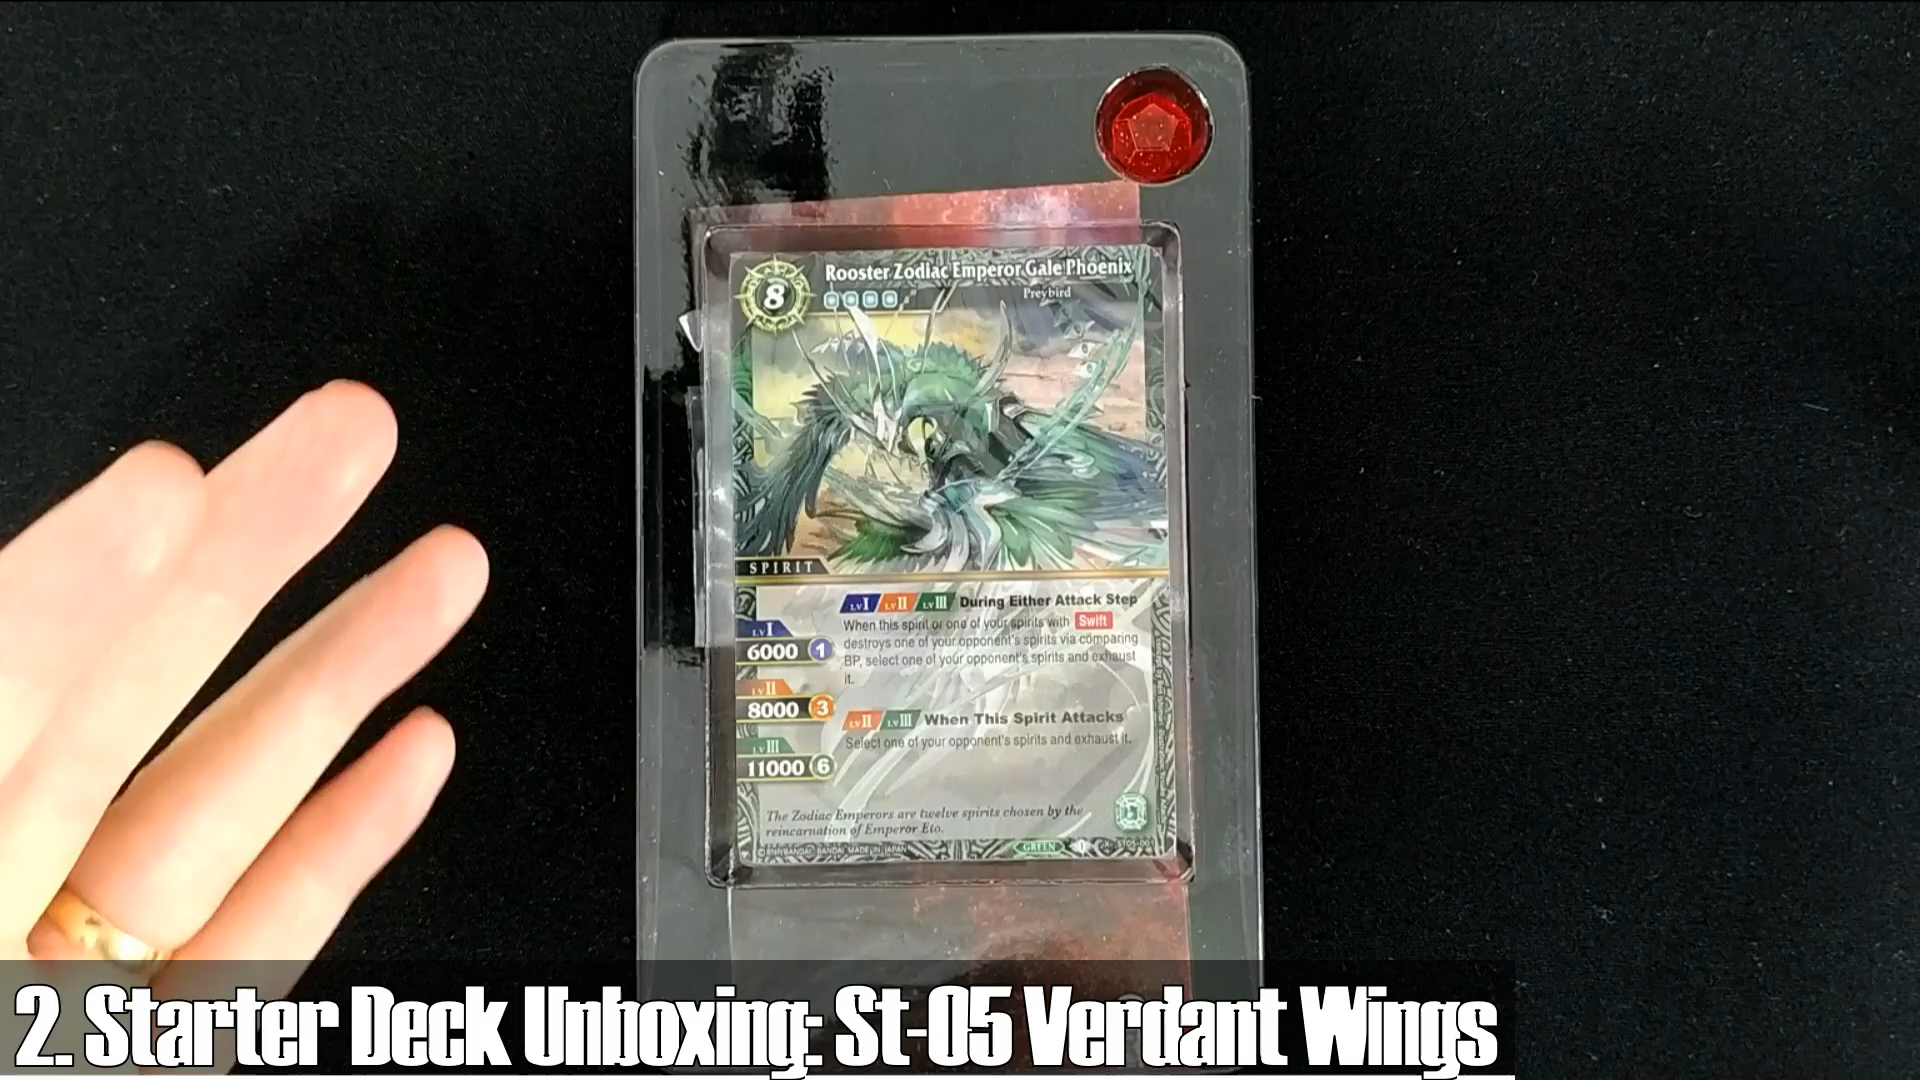 Rooster Zodiac Emperor Gale Phoenix
8
Preybird
SPIRIT
LV I LV II LV III During Either Attack Step
When this spirit or one of your spirits with Swift
destroys one of your opponent's spirits via comparing
BP, select one of your opponent's spirits and exhaust
it.
LV I
6000 1
LV II
8000 3
LV II LV III When This Spirit Attacks
Select one of your opponent's spirits and exhaust it.
LV III
11000 6
The Zodiac Emperors are twelve spirits chosen by the
reincarnation of Emperor Eto.
MADE IN JAPAN
GREEN
2. Starter Deck Unboxing: St-05 Verdant Wings